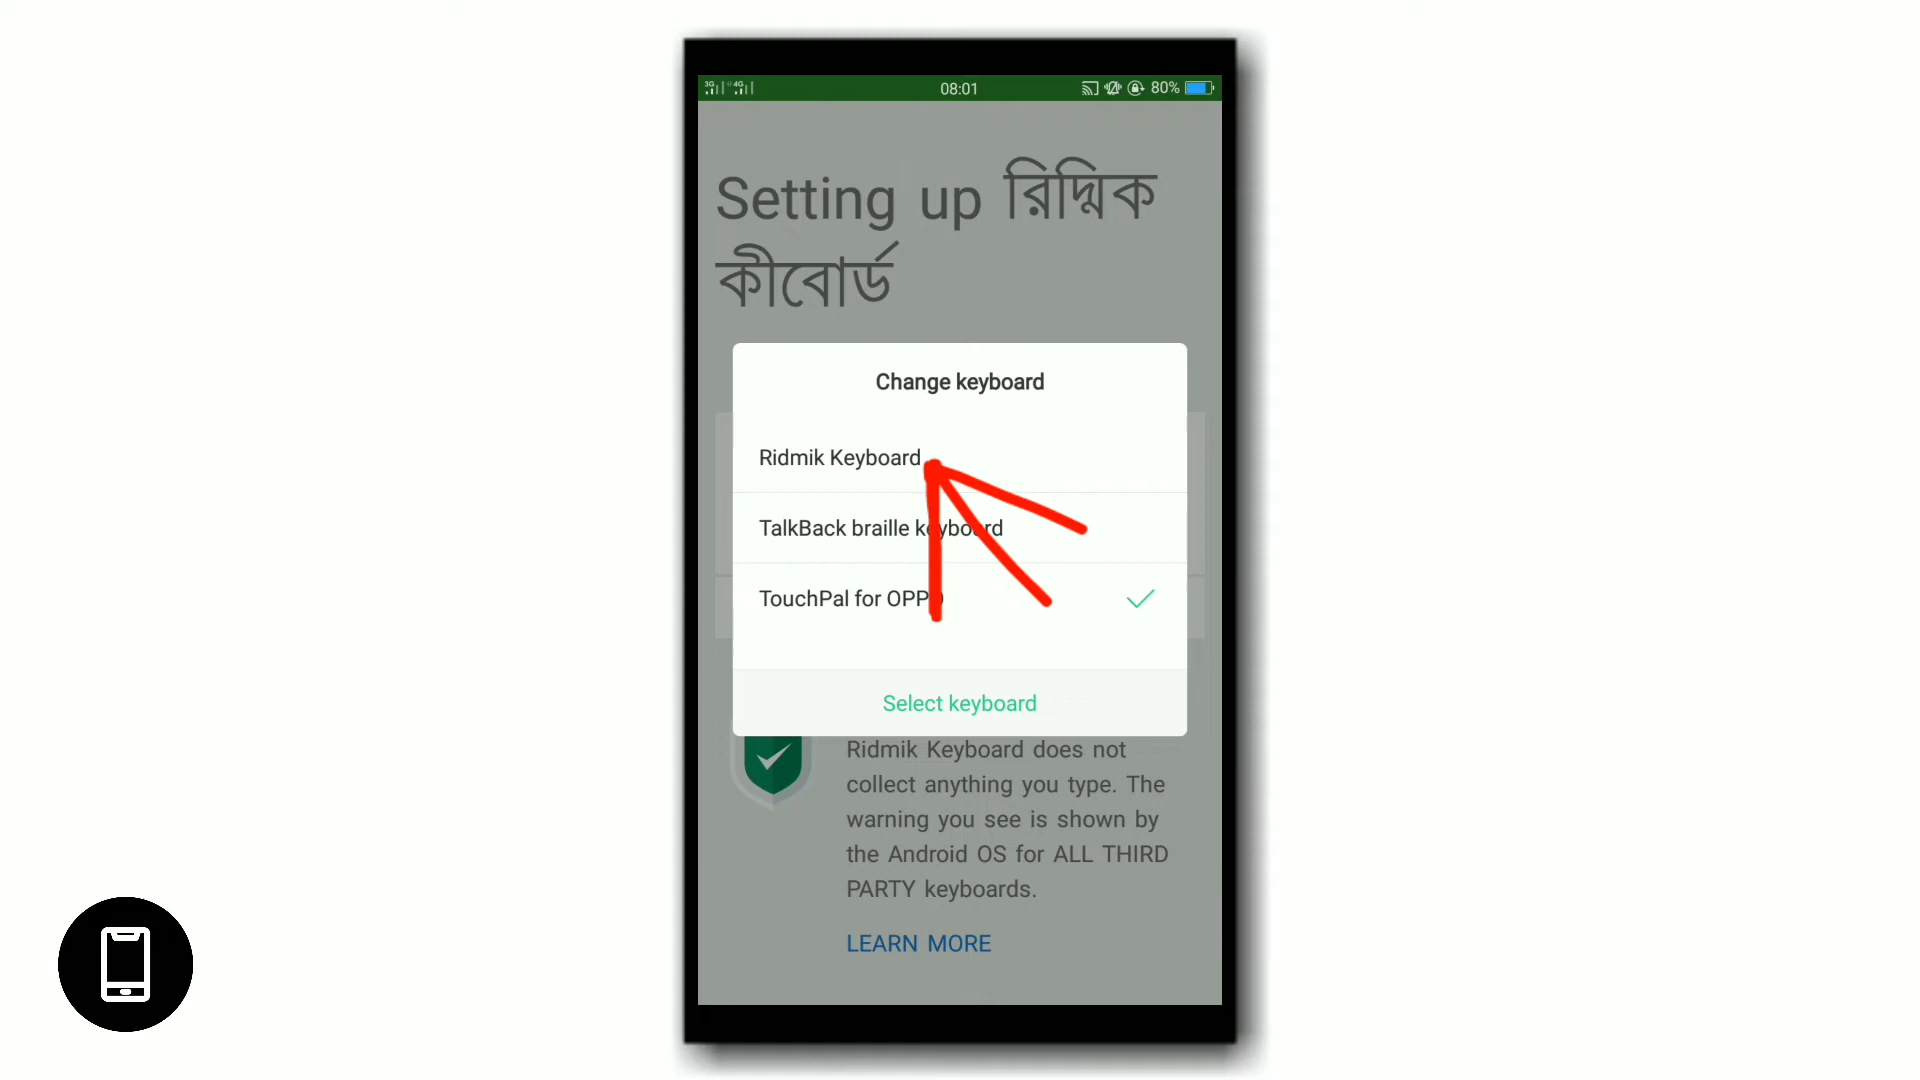 3G 4G 08:01 80%
Setting up রিদ্মিক
কীবোর্ড
Change keyboard
Ridmik Keyboard
TalkBack braille keyboard
TouchPal for OPPO
Select keyboard
Ridmik Keyboard does not
collect anything you type. The
warning you see is shown by
the Android OS for ALL THIRD
PARTY keyboards.
LEARN MORE